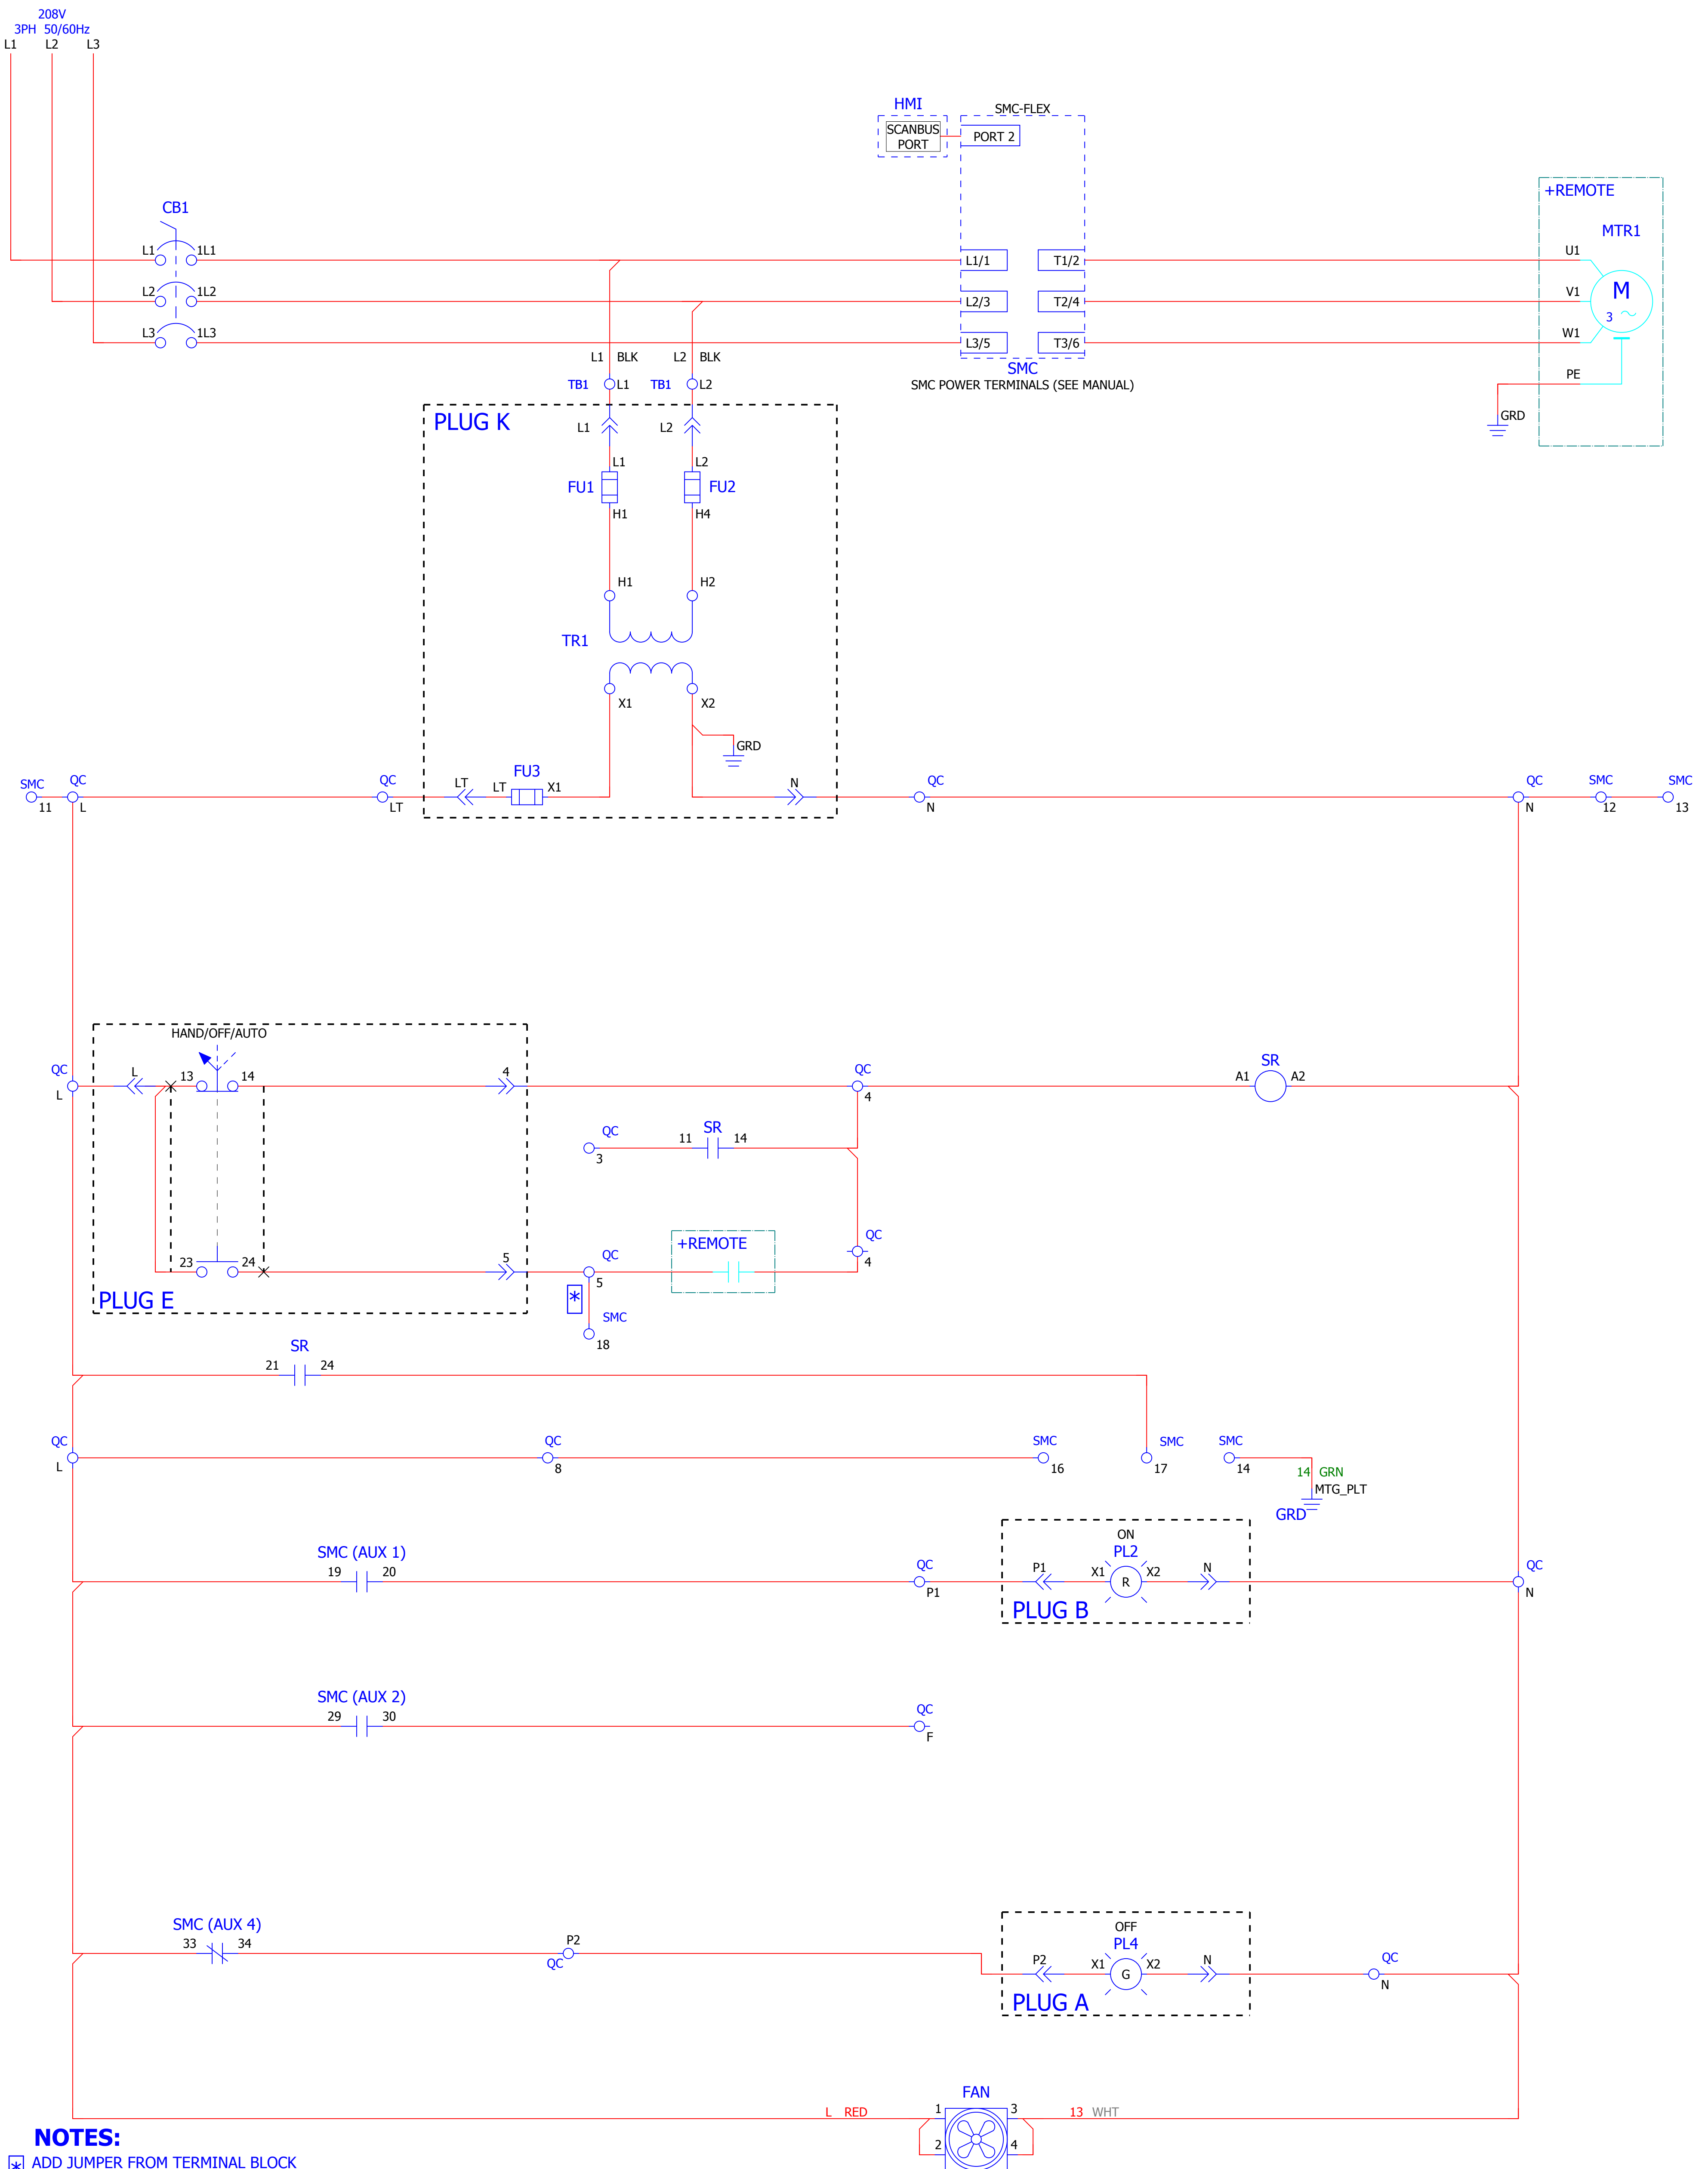 208V
3PH 50/60Hz
L1 L2 L3
HMI
SCANBUS
PORT
SMC-FLEX
PORT 2
+REMOTE
MTR1
CB1
L1 1L1
L1/1 T1/2
U1
L2 1L2
L2/3 T2/4
V1
M
3
L3 1L3
L3/5 T3/6
W1
SMC
SMC POWER TERMINALS (SEE MANUAL)
PE
GRD
L1 BLK L2 BLK
TB1 L1 TB1 L2
PLUG K
L1 L2
L1 L2
FU1 FU2
H1 H4
H1 H2
TR1
X1 X2
GRD
SMC QC QC LT LT FU3 X1 N QC QC SMC SMC
11 L LT N N 12 13
HAND/OFF/AUTO
QC L 13 14 4 QC A1 SR A2
L 4
QC 11 SR 14
3
+REMOTE
QC
4
23 24 5 QC
5
PLUG E
*
SMC
18
SR
21 24
QC QC SMC SMC SMC
L 8 16 17 14
14 GRN
MTG_PLT
GRD
SMC (AUX 1)
19 20
QC
P1
ON
PL2
P1 X1 R X2 N
PLUG B
QC
N
SMC (AUX 2)
29 30
QC
F
SMC (AUX 4)
33 34
P2
QC
OFF
PL4
P2 X1 G X2 N
PLUG A
QC
N
FAN
L RED 1 3 13 WHT
2 4
NOTES:
* ADD JUMPER FROM TERMINAL BLOCK